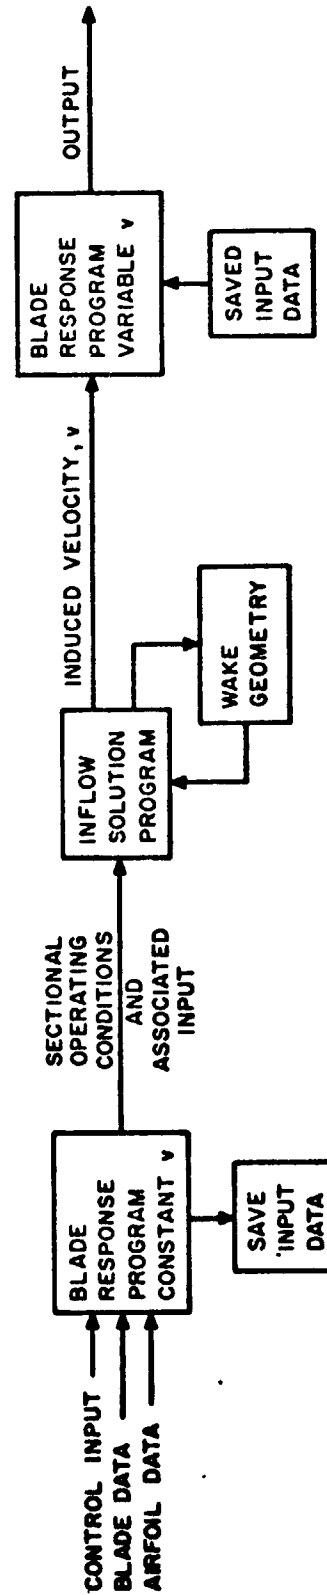 CONTROL INPUT
BLADE DATA
AIRFOIL DATA
BLADE
RESPONSE
PROGRAM
CONSTANT v
SAVE
INPUT
DATA
SECTIONAL
OPERATING
CONDITIONS
AND
ASSOCIATED
INPUT
INFLOW
SOLUTION
PROGRAM
WAKE
GEOMETRY
INDUCED VELOCITY, v
BLADE
RESPONSE
PROGRAM
VARIABLE v
SAVED
INPUT
DATA
OUTPUT